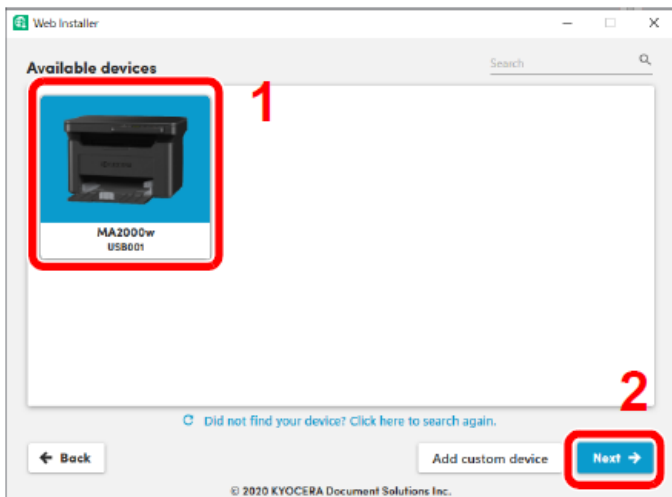 Web Installer
Available devices
Search
1
KYOCERA
MA2000w
USB001
Did not find your device? Click here to search again.
2
Back
Add custom device
Next
© 2020 KYOCERA Document Solutions Inc.